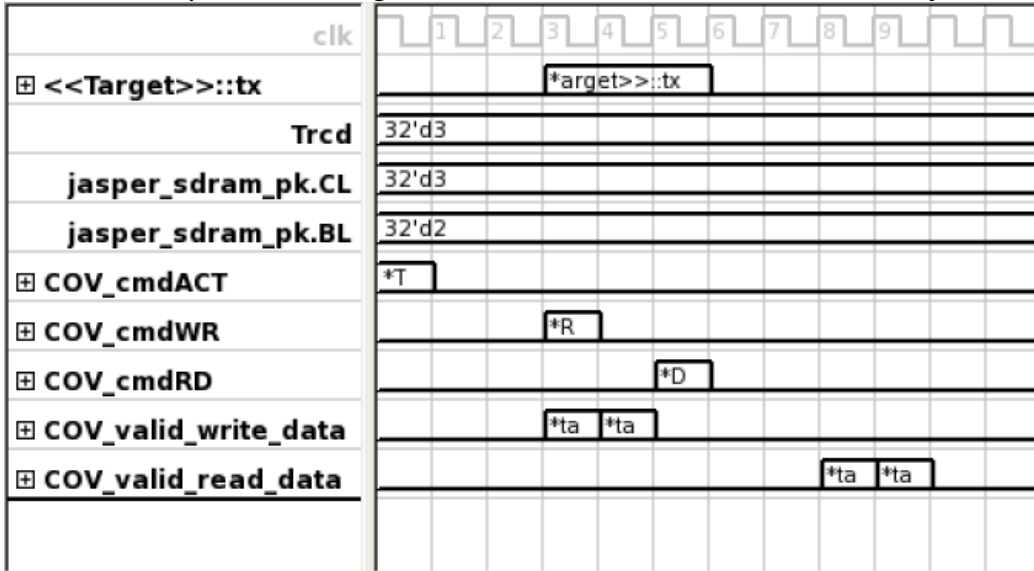 clk 1 2 3 4 5 6 7 8 9
<<Target>>::tx *arget>>::tx
Trcd 32'd3
jasper_sdram_pk.CL 32'd3
jasper_sdram_pk.BL 32'd2
COV_cmdACT *T
COV_cmdWR *R
COV_cmdRD *D
COV_valid_write_data *ta *ta
COV_valid_read_data *ta *ta